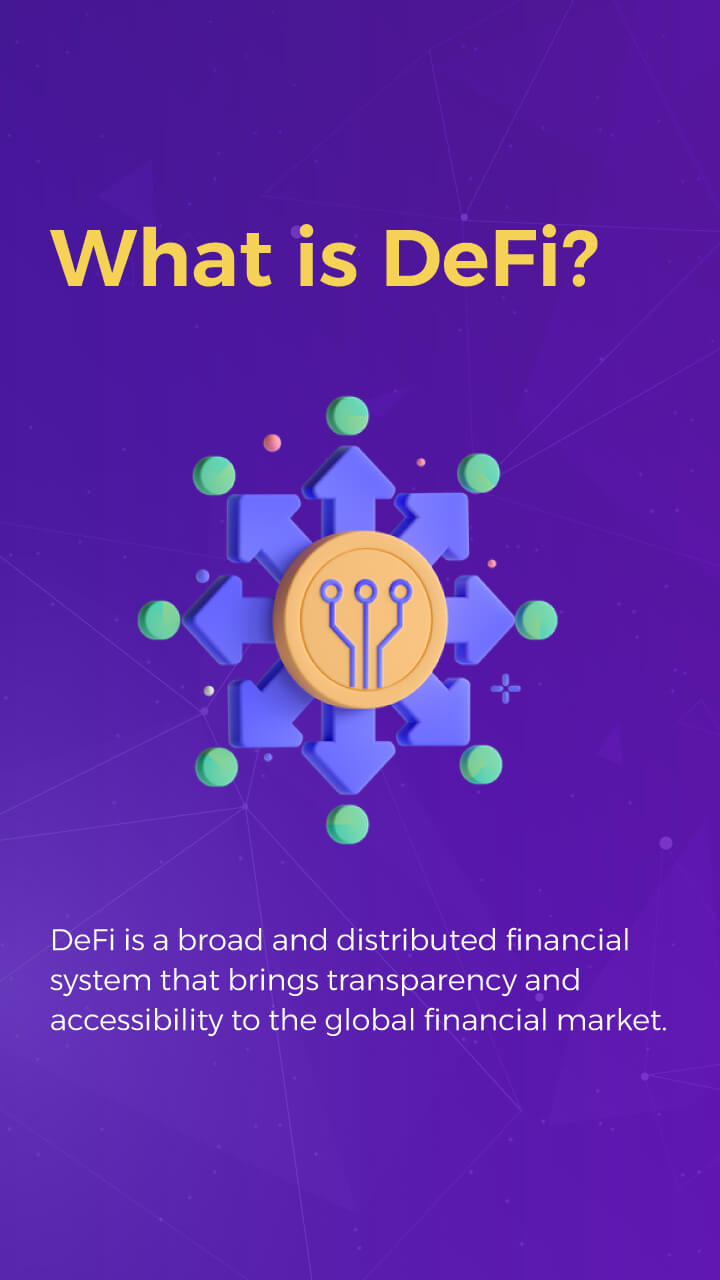 What is DeFi?
DeFi is a broad and distributed financial
system that brings transparency and
accessibility to the global financial market.